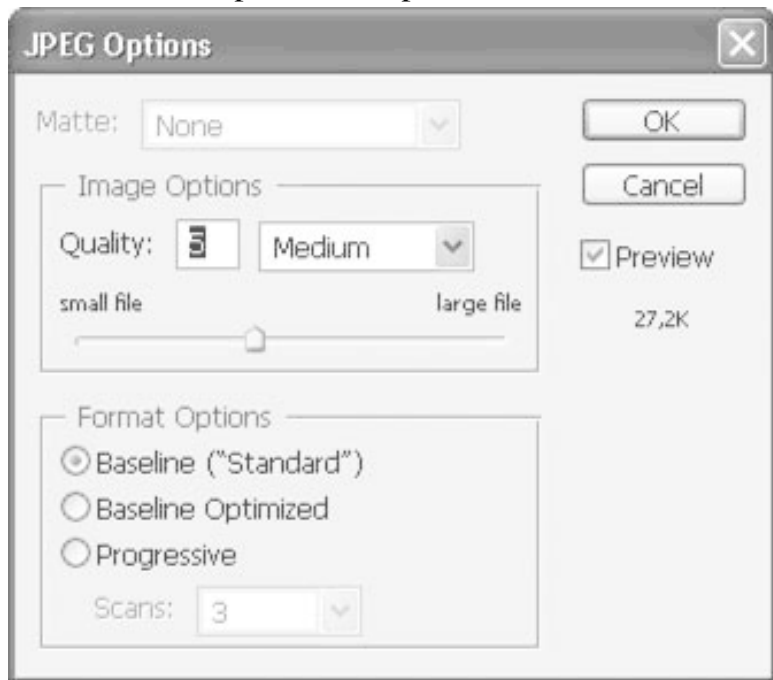 JPEG Options
Matte: None
OK
Image Options
Cancel
Quality: 5 Medium
Preview
small file large file
27,2K
Format Options
Baseline ("Standard")
Baseline Optimized
Progressive
Scans: 3